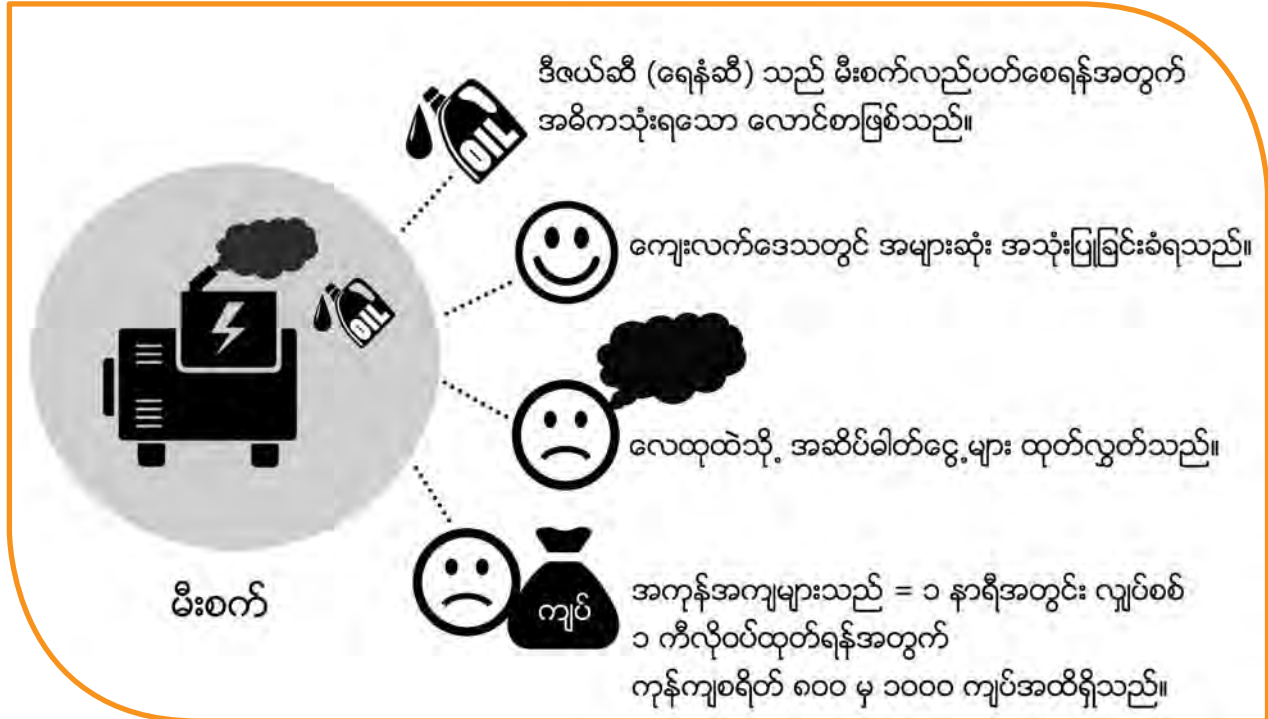 ဒီဇယ်ဆီ (ရေနံဆီ) သည် မီးစက်လည်ပတ်စေရန်အတွက်
အဓိကသုံးရသော လောင်စာဖြစ်သည်။
OIL
ကျေးလက်ဒေသတွင် အများဆုံး အသုံးပြုခြင်းခံရသည်။
OIL
လေထုထဲသို့ အဆိပ်ဓါတ်ငွေ့များ ထုတ်လွှတ်သည်။
မီးစက်
ကျပ်
အကုန်အကျများသည် = ၁ နာရီအတွင်း လျှပ်စစ်
၁ ကီလိုဝပ်ထုတ်ရန်အတွက်
ကုန်ကျစရိတ် ၈၀၀ မှ ၁၀၀၀ ကျပ်အထိရှိသည်။